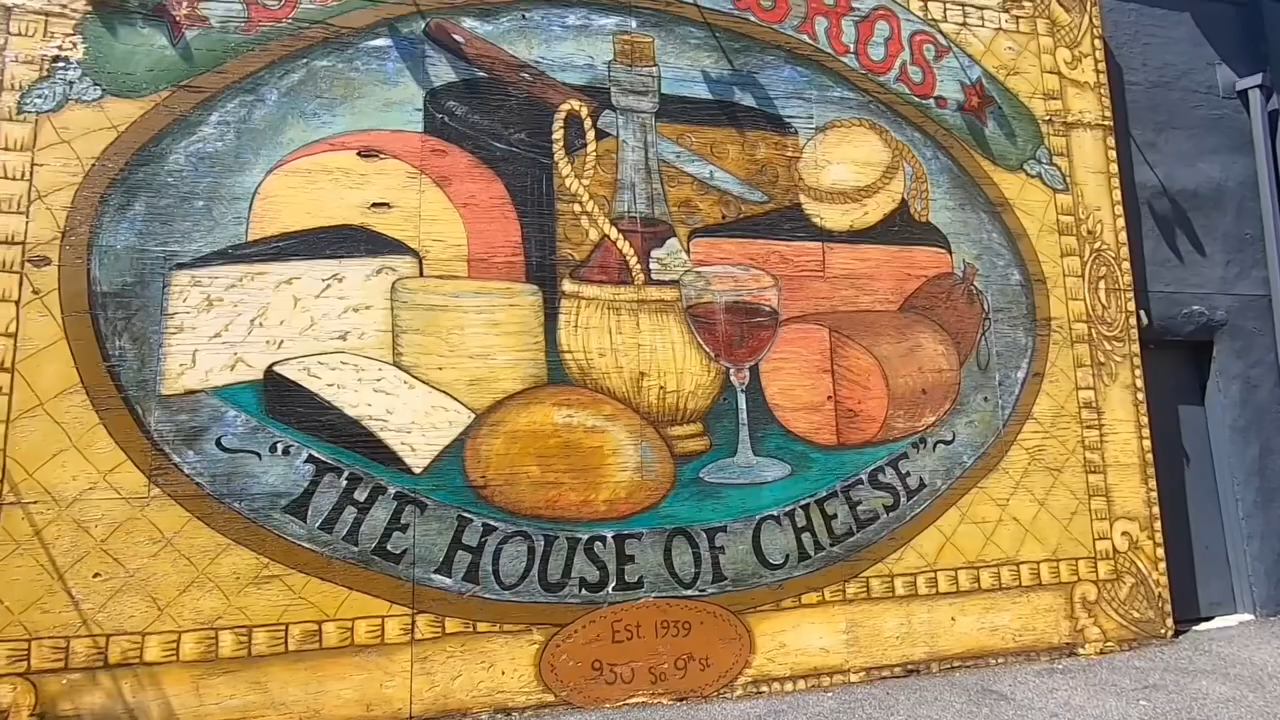 BROS.
"THE HOUSE OF CHEESE"
Est. 1939
930 So. 9th St.